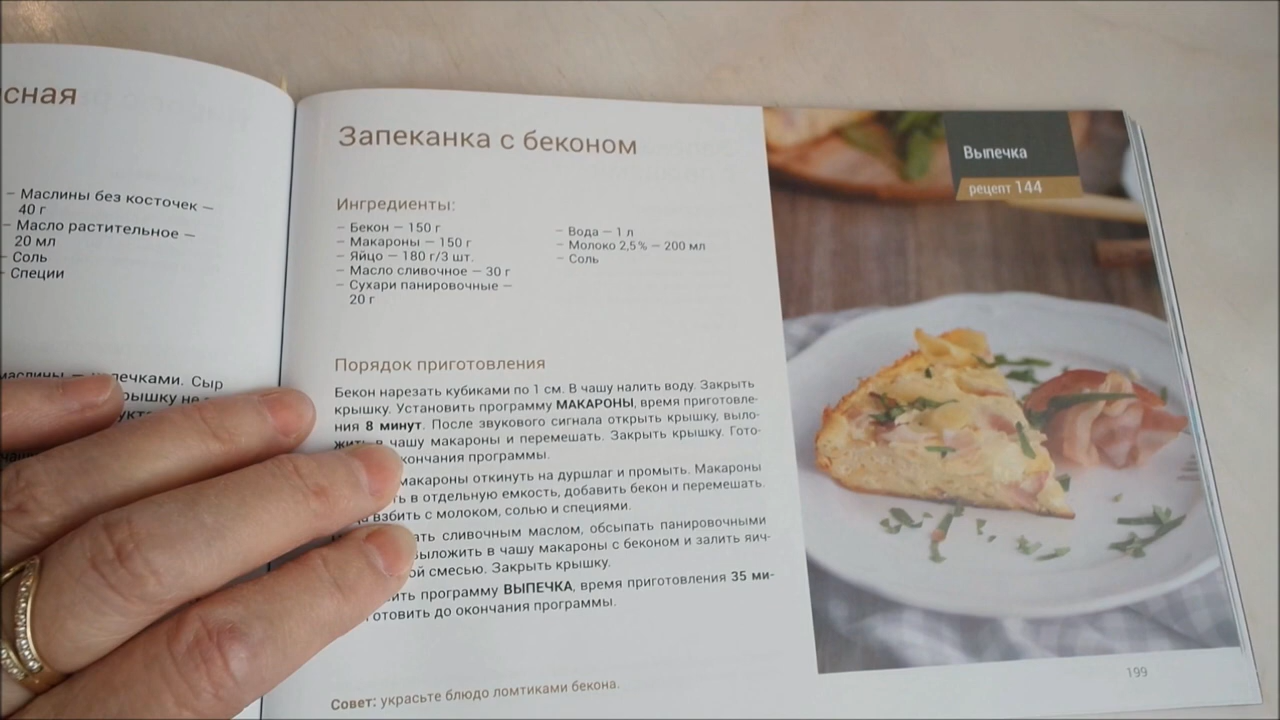 сная
– Маслины без косточек –
40 г
– Масло растительное –
20 мл
– Соль
– Специи
маслины – колечками. Сыр
Запеканка с беконом
Ингредиенты:
– Бекон – 150 г
– Макароны – 150 г
– Яйцо – 180 г/3 шт.
– Масло сливочное – 30 г
– Сухари панировочные –
20 г
– Вода – 1 л
– Молоко 2,5% – 200 мл
– Соль
Порядок приготовления
Бекон нарезать кубиками по 1 см. В чашу налить воду. Закрыть
крышку. Установить программу МАКАРОНЫ, время приготовле-
ния 8 минут. После звукового сигнала открыть крышку, выло-
жить в чашу макароны и перемешать. Закрыть крышку. Гото-
окончания программы.
макароны откинуть на дуршлаг и промыть. Макароны
в отдельную емкость, добавить бекон и перемешать.
взбить с молоком, солью и специями.
сливочным маслом, обсыпать панировочными
выложить в чашу макароны с беконом и залить яич-
смесью. Закрыть крышку.
программу ВЫПЕЧКА, время приготовления 35 ми-
готовить до окончания программы.
Совет: украсьте блюдо ломтиками бекона.
Выпечка
рецепт 144
199